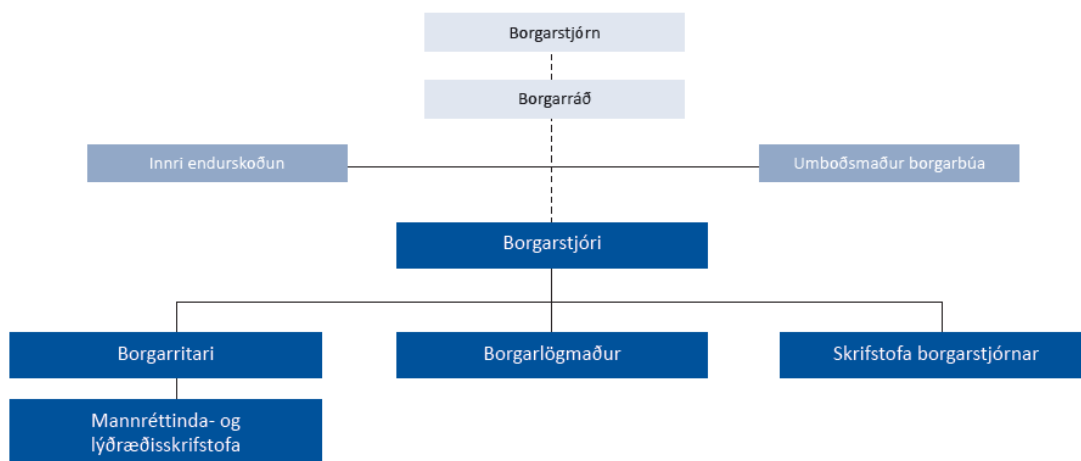 Borgarstjórn
Borgarráð
Innri endurskoðun
Umboðsmaður borgarbúa
Borgarstjóri
Borgarritari
Borgarlögmaður
Skrifstofa borgarstjórnar
Mannréttinda- og
lýðræðisskrifstofa